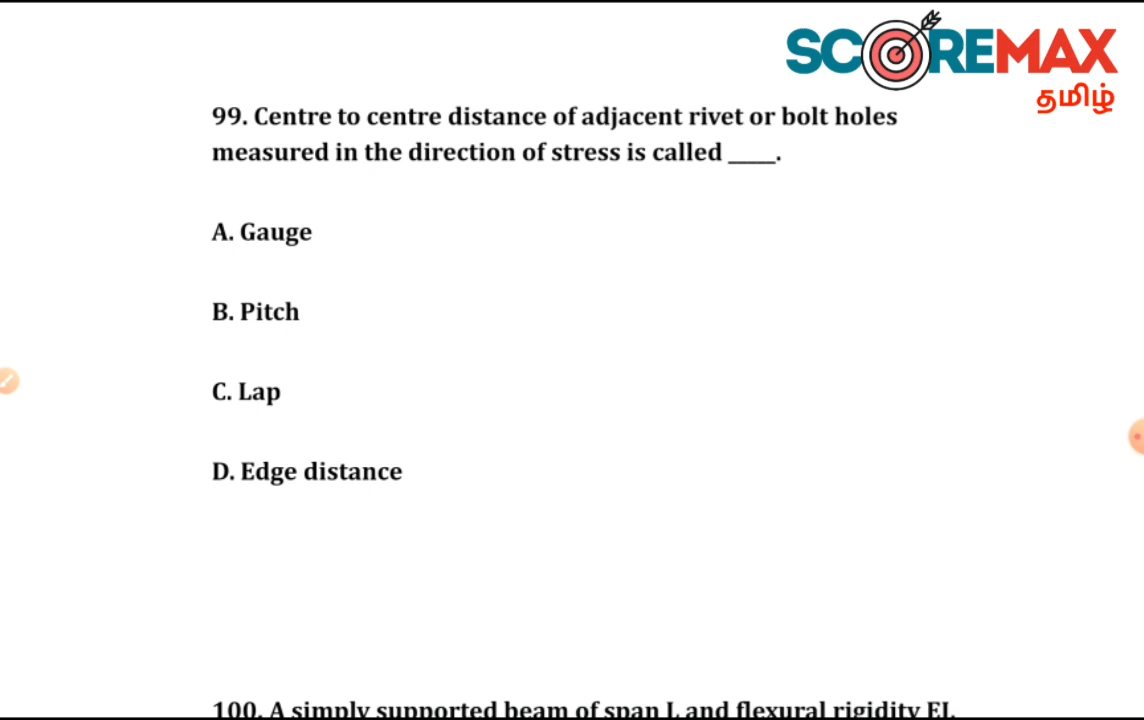 SCOREMAX
தமிழ்
99. Centre to centre distance of adjacent rivet or bolt holes
measured in the direction of stress is called ____.
A. Gauge
B. Pitch
C. Lap
D. Edge distance
100. A simply supported beam of span L and flexural rigidity EI,